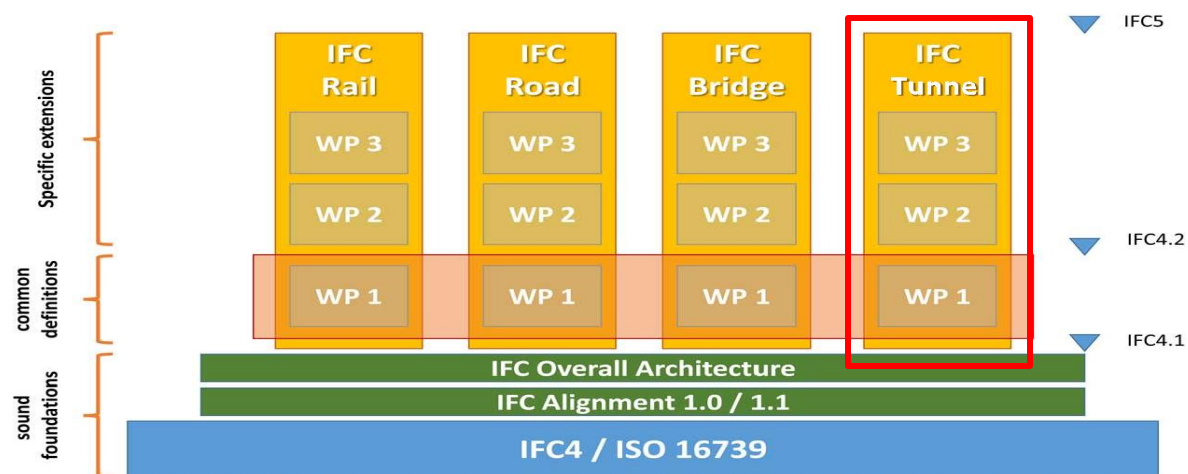 IFC5
Specific extensions
IFC
Rail
IFC
Road
IFC
Bridge
IFC
Tunnel
WP 3
WP 3
WP 3
WP 3
WP 2
WP 2
WP 2
WP 2
IFC4.2
common
definitions
WP 1
WP 1
WP 1
WP 1
IFC4.1
sound
foundations
IFC Overall Architecture
IFC Alignment 1.0 / 1.1
IFC4 / ISO 16739